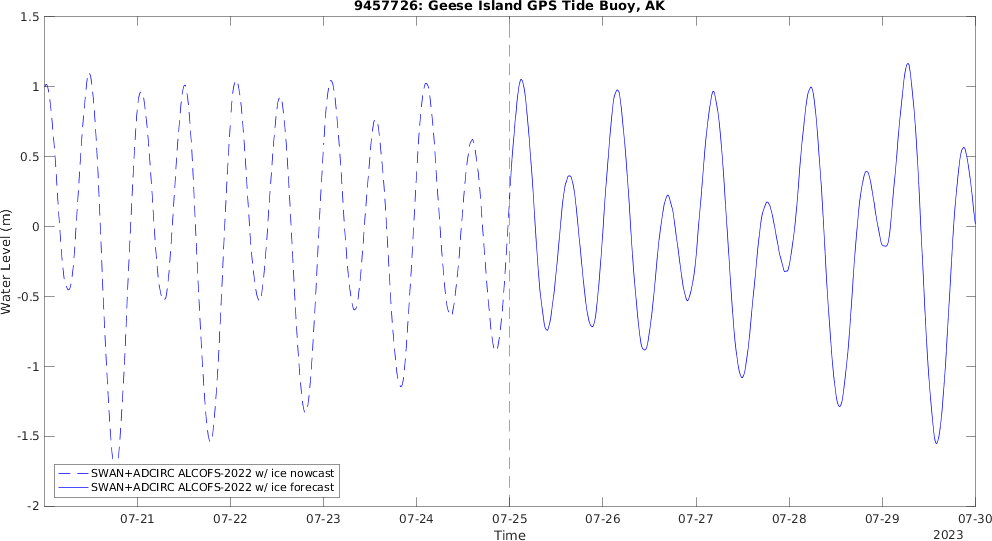 9457726: Geese Island GPS Tide Buoy, AK
Water Level (m)
1.5
1
0.5
0
-0.5
-1
-1.5
-2
SWAN+ADCIRC ALCOFS-2022 w/ ice nowcast
SWAN+ADCIRC ALCOFS-2022 w/ ice forecast
07-21 07-22 07-23 07-24 07-25 07-26 07-27 07-28 07-29 07-30
Time
2023